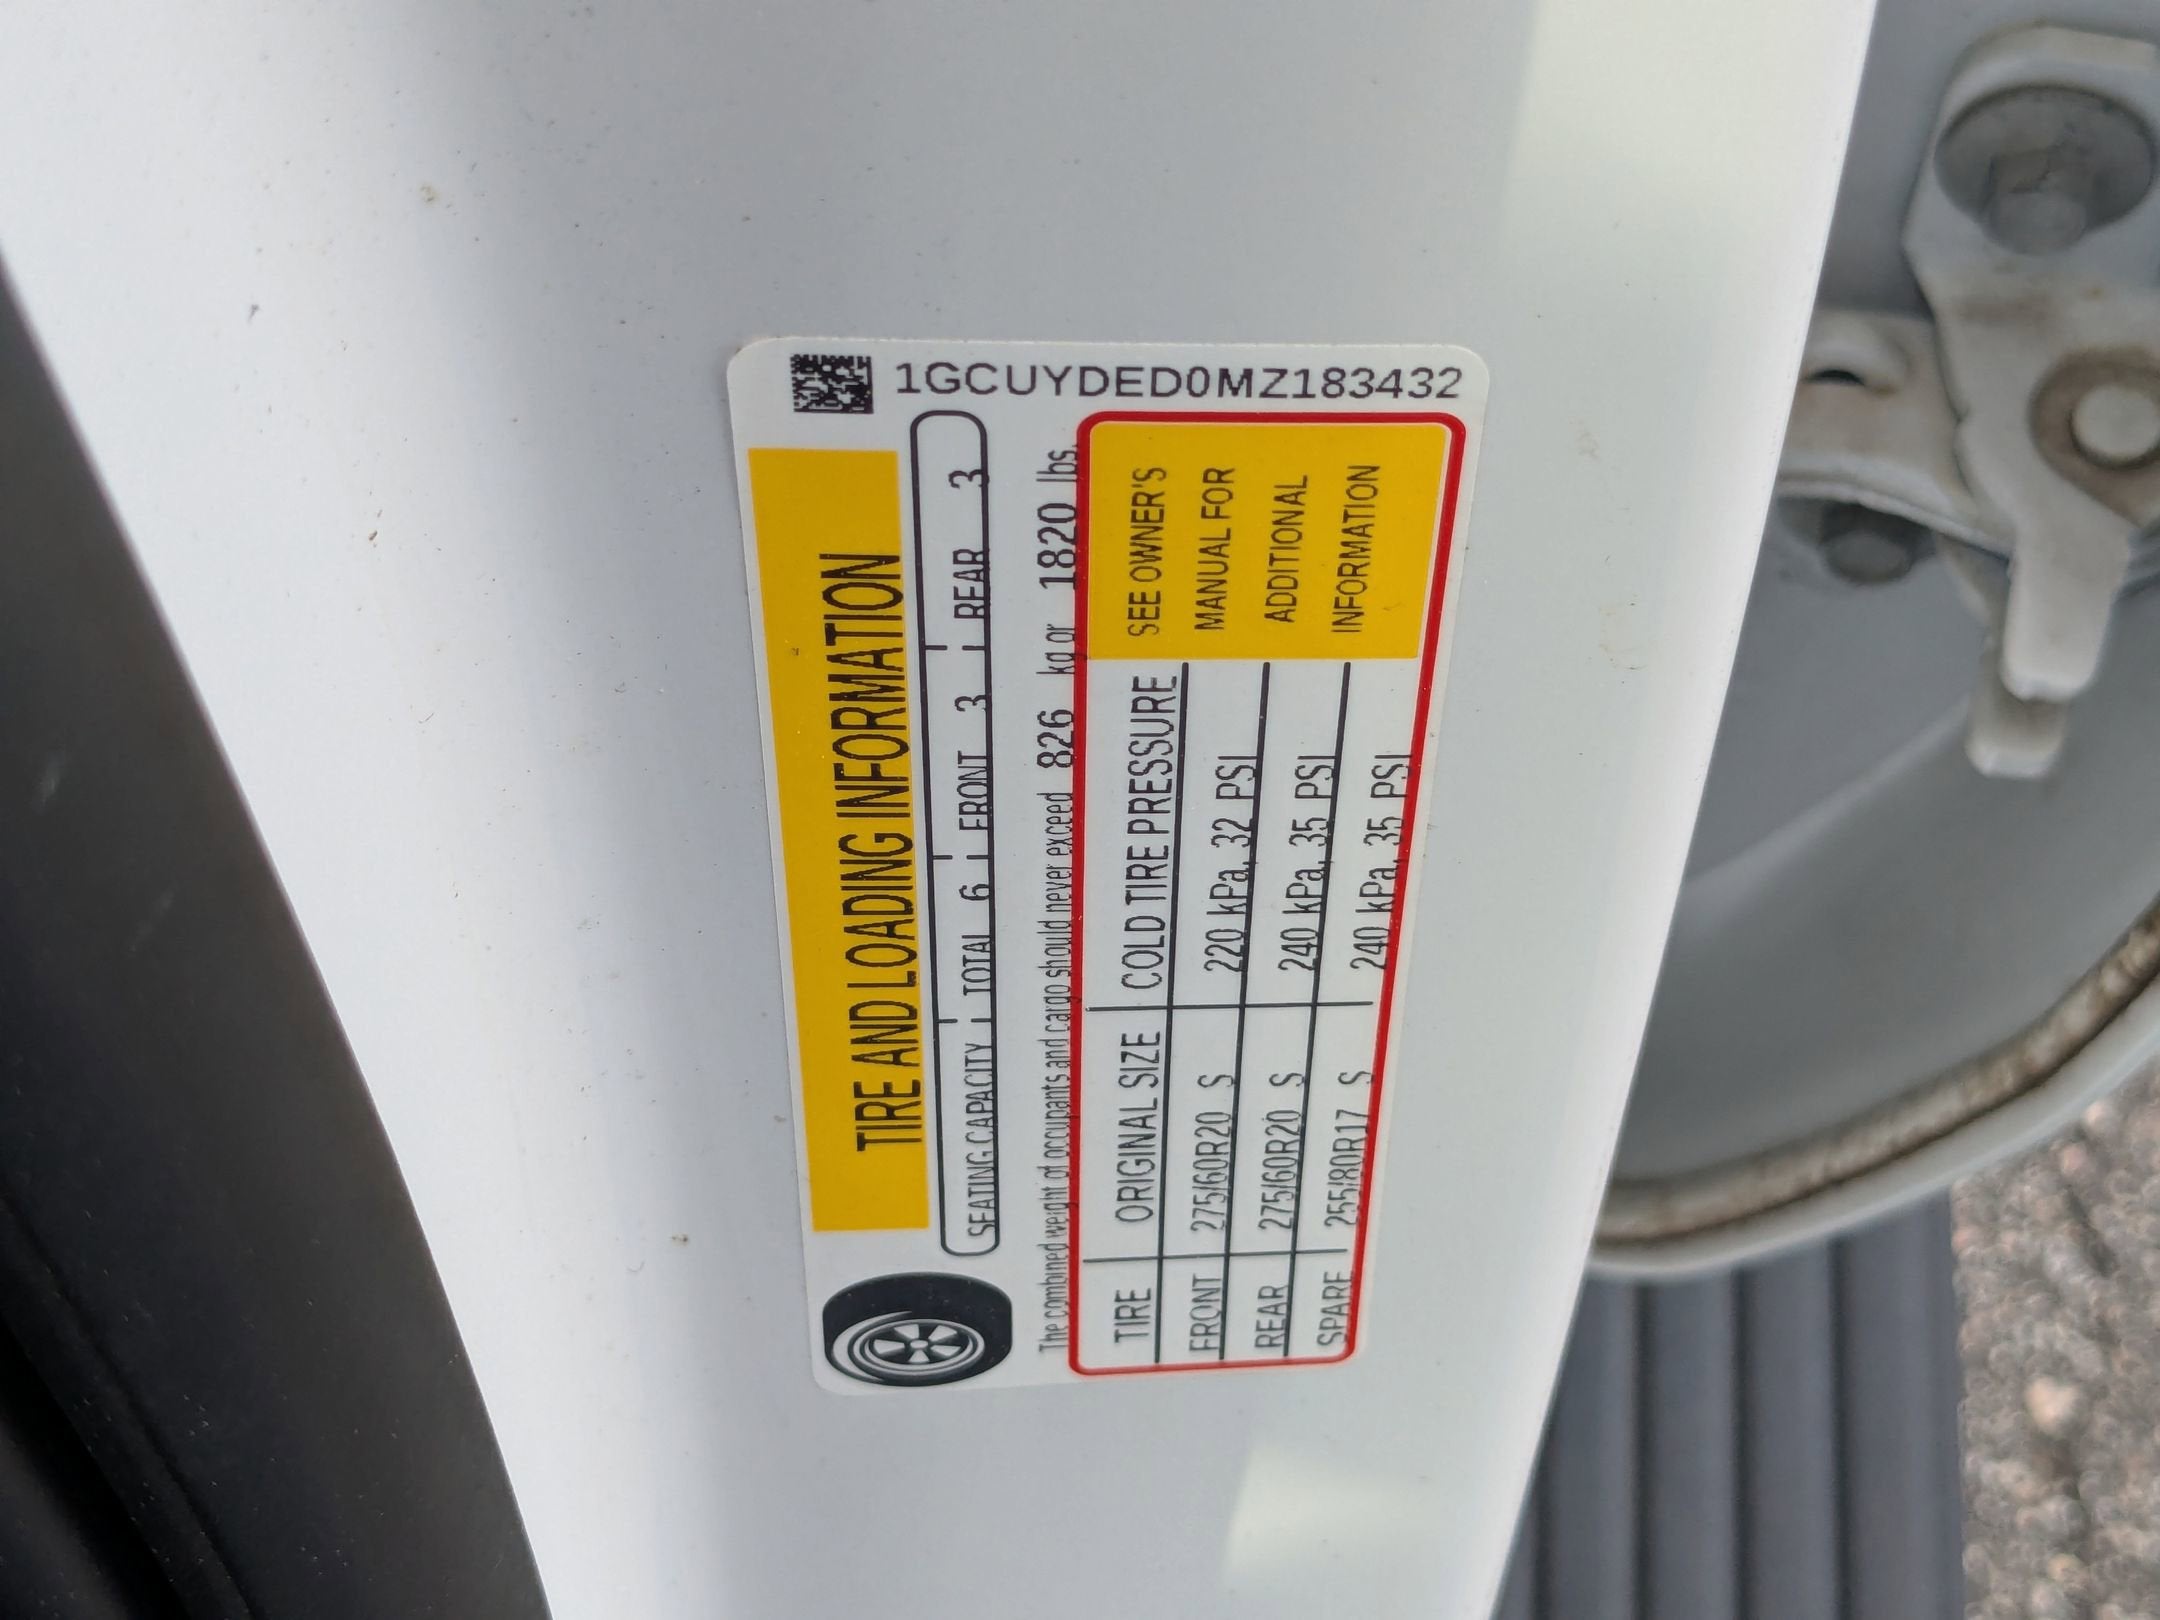 1GCUYDED0MZ183432
TIRE AND LOADING INFORMATION
SEATING CAPACITY TOTAL 6 FRONT 3 REAR 3
The combined weight of occupants and cargo should never exceed 826 kg or 1820 lbs.
TIRE ORIGINAL SIZE COLD TIRE PRESSURE
FRONT 275/60R20 S 220 kPa, 32 PSI
REAR 275/60R20 S 240 kPa, 35 PSI
SPARE 255/80R17 S 240 kPa, 35 PSI
SEE OWNER'S
MANUAL FOR
ADDITIONAL
INFORMATION